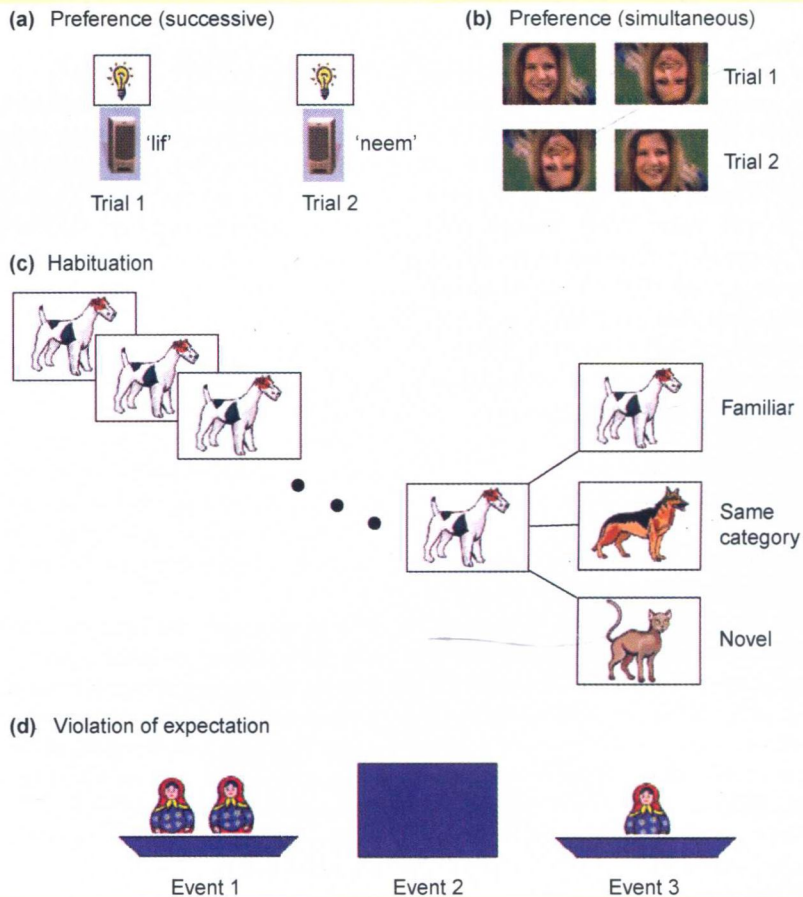 (a) Preference (successive)
'lif'
'neem'
Trial 1
Trial 2
(b) Preference (simultaneous)
Trial 1
Trial 2
(c) Habituation
Familiar
Same
category
Novel
(d) Violation of expectation
Event 1
Event 2
Event 3